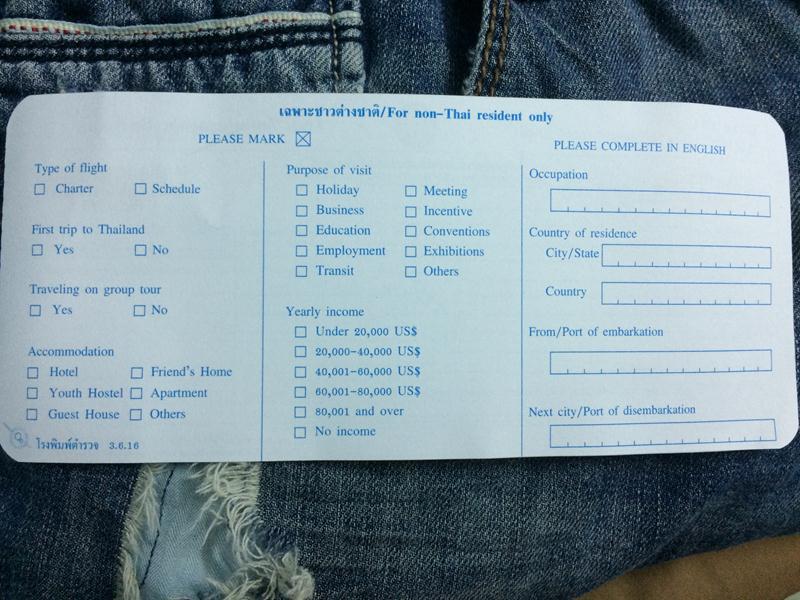 เฉพาะชาวต่างชาติ/For non-Thai resident only
PLEASE MARK ☒
PLEASE COMPLETE IN ENGLISH
Type of flight
☐ Charter ☐ Schedule
First trip to Thailand
☐ Yes ☐ No
Traveling on group tour
☐ Yes ☐ No
Accommodation
☐ Hotel ☐ Friend's Home
☐ Youth Hostel ☐ Apartment
☐ Guest House ☐ Others
โรงพิมพ์ตำรวจ 3.6.16
Purpose of visit
☐ Holiday ☐ Meeting
☐ Business ☐ Incentive
☐ Education ☐ Conventions
☐ Employment ☐ Exhibitions
☐ Transit ☐ Others
Yearly income
☐ Under 20,000 US$
☐ 20,000-40,000 US$
☐ 40,001-60,000 US$
☐ 60,001-80,000 US$
☐ 80,001 and over
☐ No income
Occupation
Country of residence
City/State
Country
From/Port of embarkation
Next city/Port of disembarkation